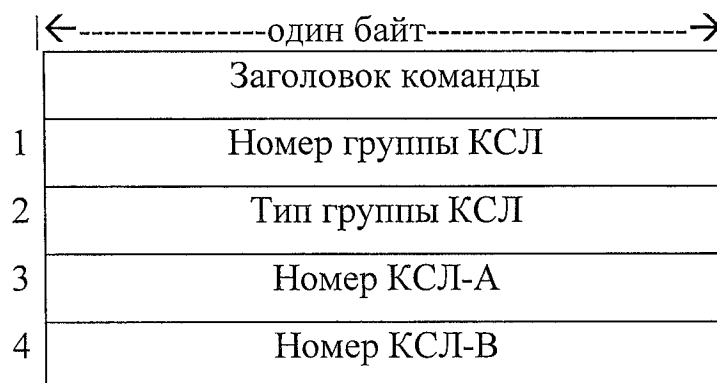 |<---------------один байт------------------->
Заголовок команды
1 Номер группы КСЛ
2 Тип группы КСЛ
3 Номер КСЛ-А
4 Номер КСЛ-В